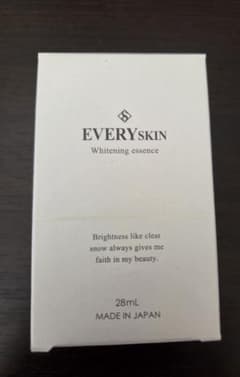 EVERYSKIN
Whitening essence
Brightness like clear
snow always gives me
faith in my beauty.
28mL
MADE IN JAPAN